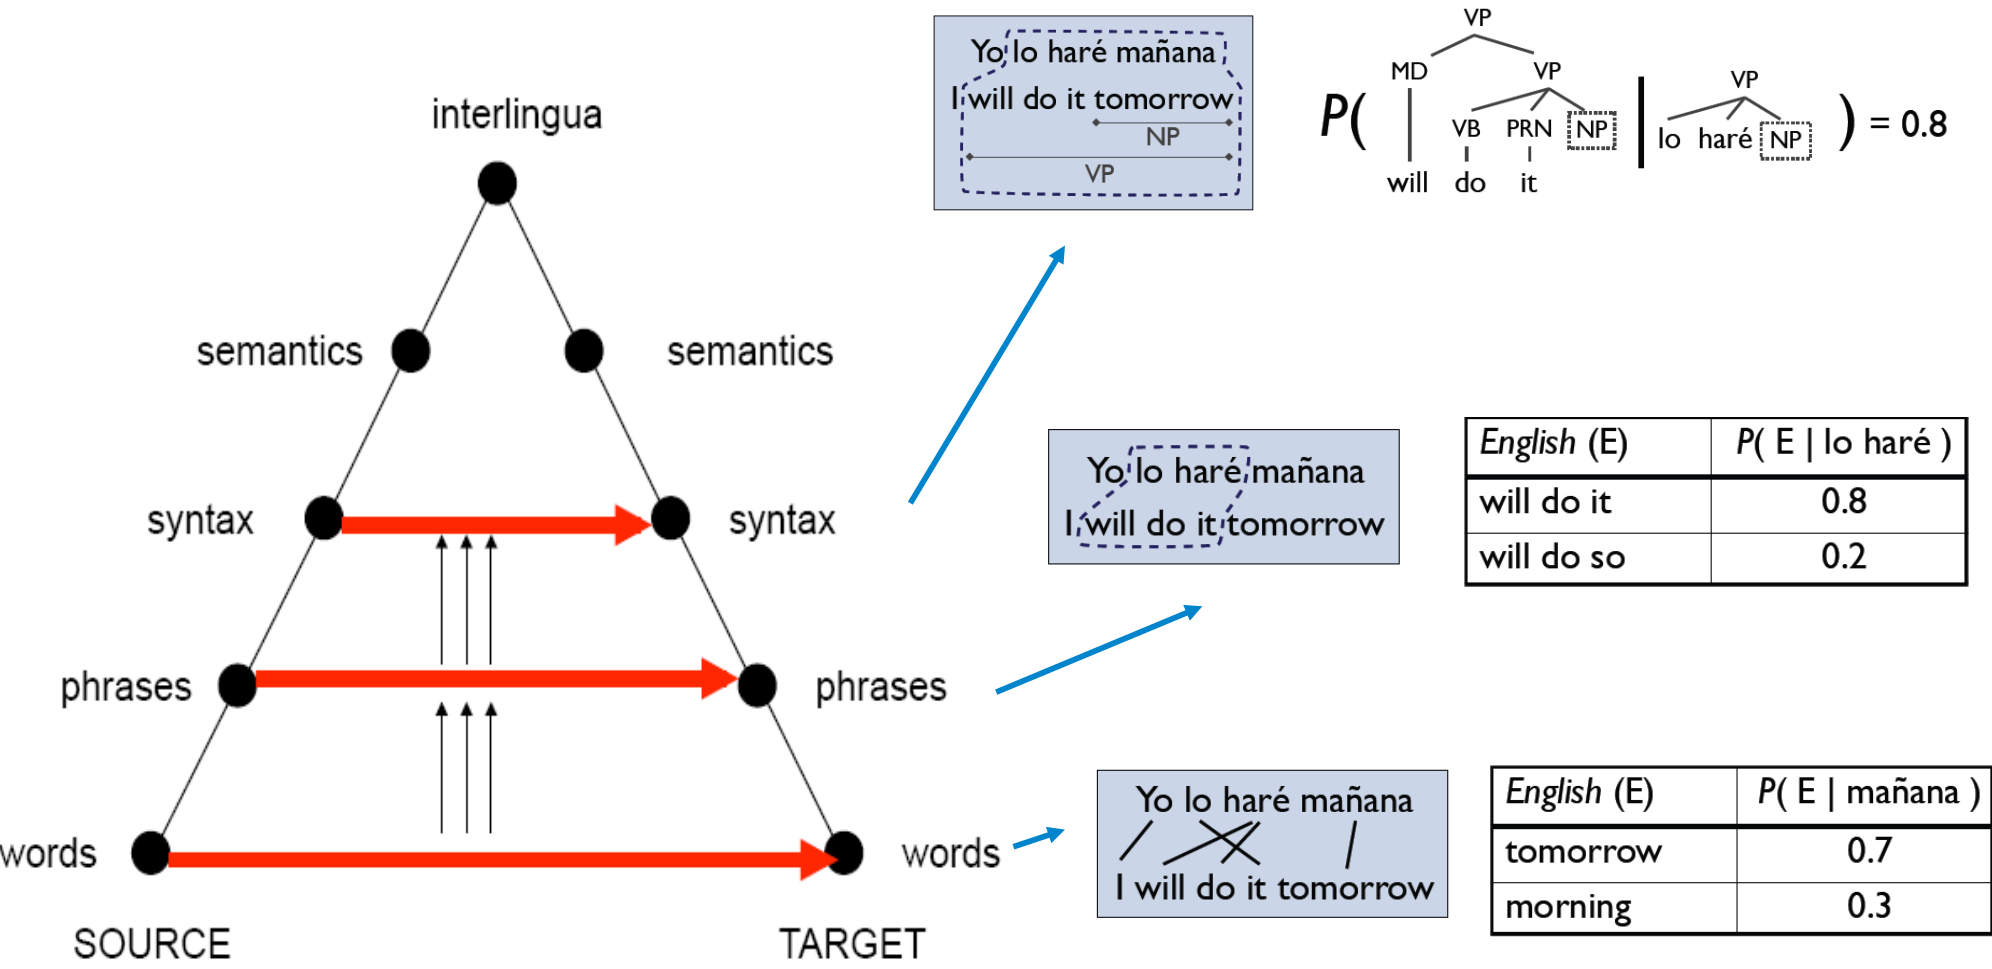 interlingua
semantics semantics
syntax syntax
phrases phrases
words words
SOURCE TARGET
Yo lo haré mañana
I will do it tomorrow
NP
VP
VP
MD VP VP
P( VB PRN NP | lo haré NP ) = 0.8
will do it
Yo lo haré mañana
I will do it tomorrow
English (E) P( E | lo haré )
will do it 0.8
will do so 0.2
Yo lo haré mañana
I will do it tomorrow
English (E) P( E | mañana )
tomorrow 0.7
morning 0.3